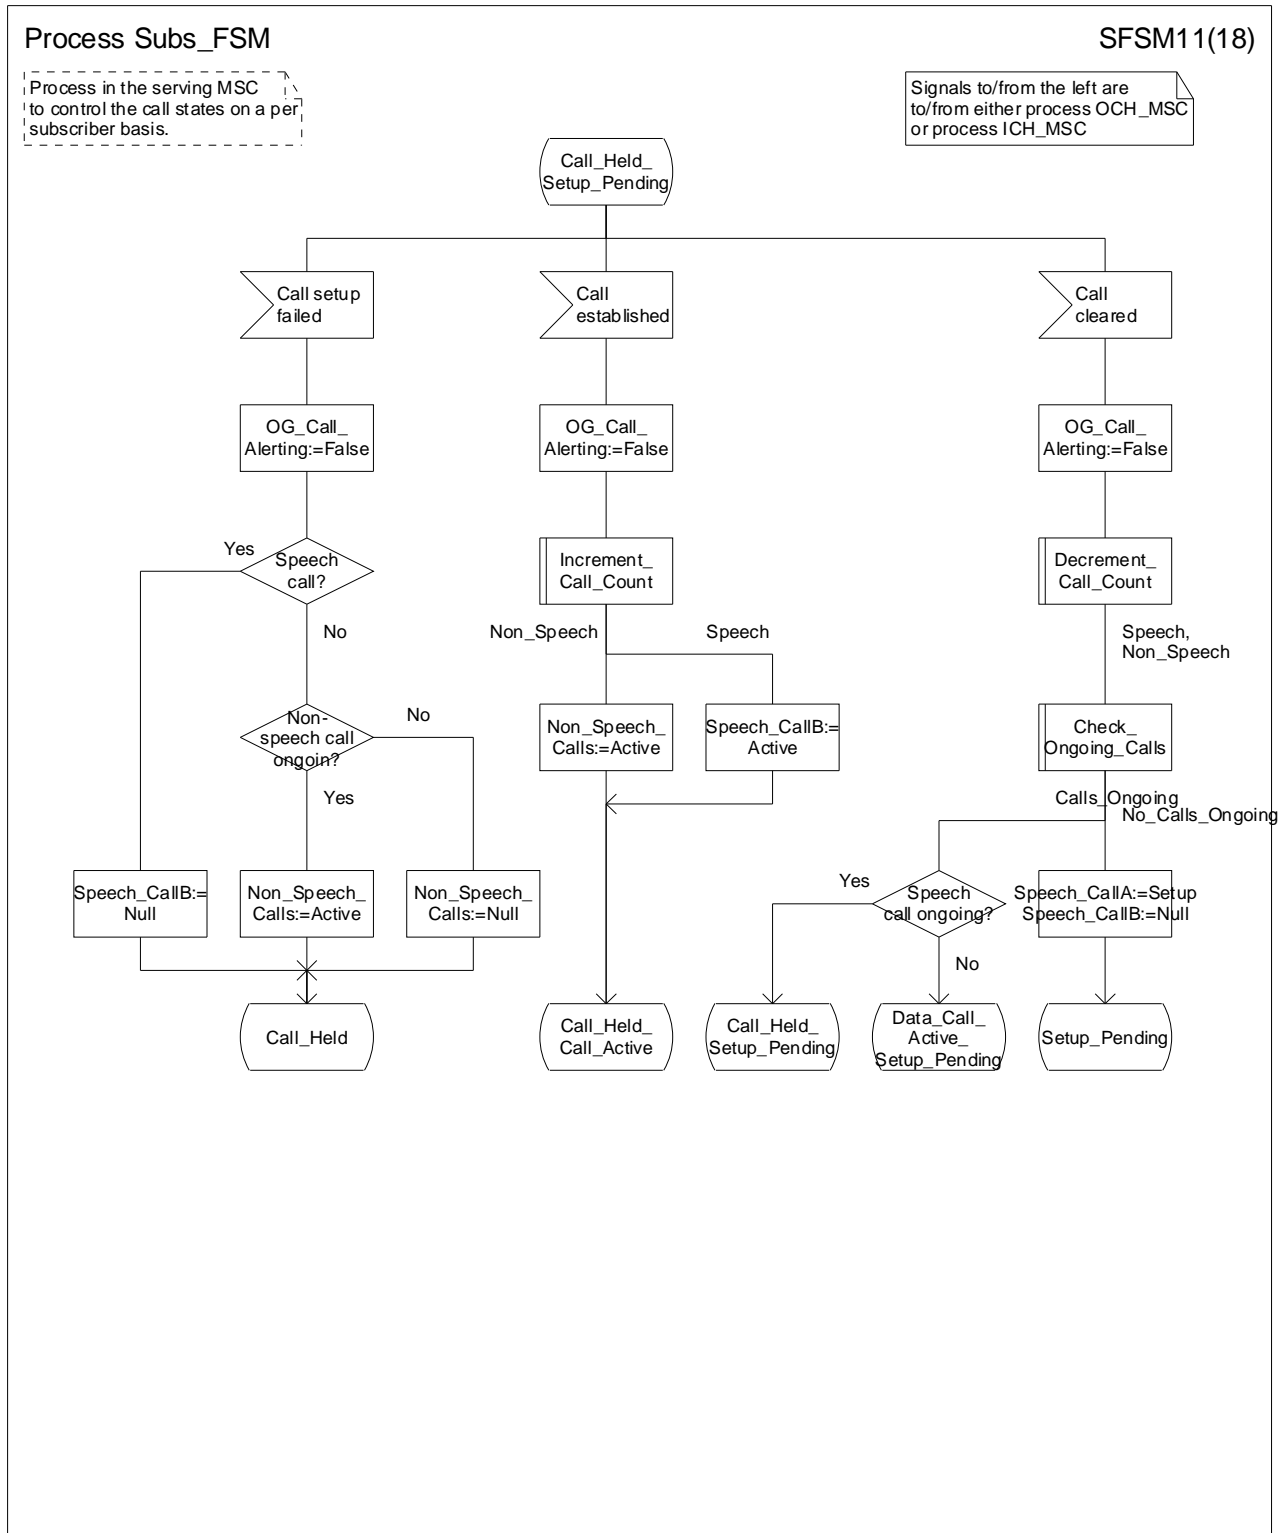 Process Subs_FSM
SFSM11(18)
Process in the serving MSC
to control the call states on a per
subscriber basis.
Signals to/from the left are
to/from either process OCH_MSC
or process ICH_MSC
Call_Held_
Setup_Pending
Call setup
failed
Call
established
Call
cleared
OG_Call_
Alerting:=False
OG_Call_
Alerting:=False
OG_Call_
Alerting:=False
Yes
Speech
call?
No
Increment_
Call_Count
Decrement_
Call_Count
Non_Speech
Speech
Speech,
Non_Speech
Non-
speech call
ongoin?
No
Yes
Non_Speech_
Calls:=Active
Speech_CallB:=
Active
Check_
Ongoing_Calls
Calls_Ongoing
No_Calls_Ongoing
Speech_CallB:=
Null
Non_Speech_
Calls:=Active
Non_Speech_
Calls:=Null
Yes
Speech
call ongoing?
No
Speech_CallA:=Setup
Speech_CallB:=Null
Call_Held
Call_Held_
Call_Active
Call_Held_
Setup_Pending
Data_Call_
Active_
Setup_Pending
Setup_Pending